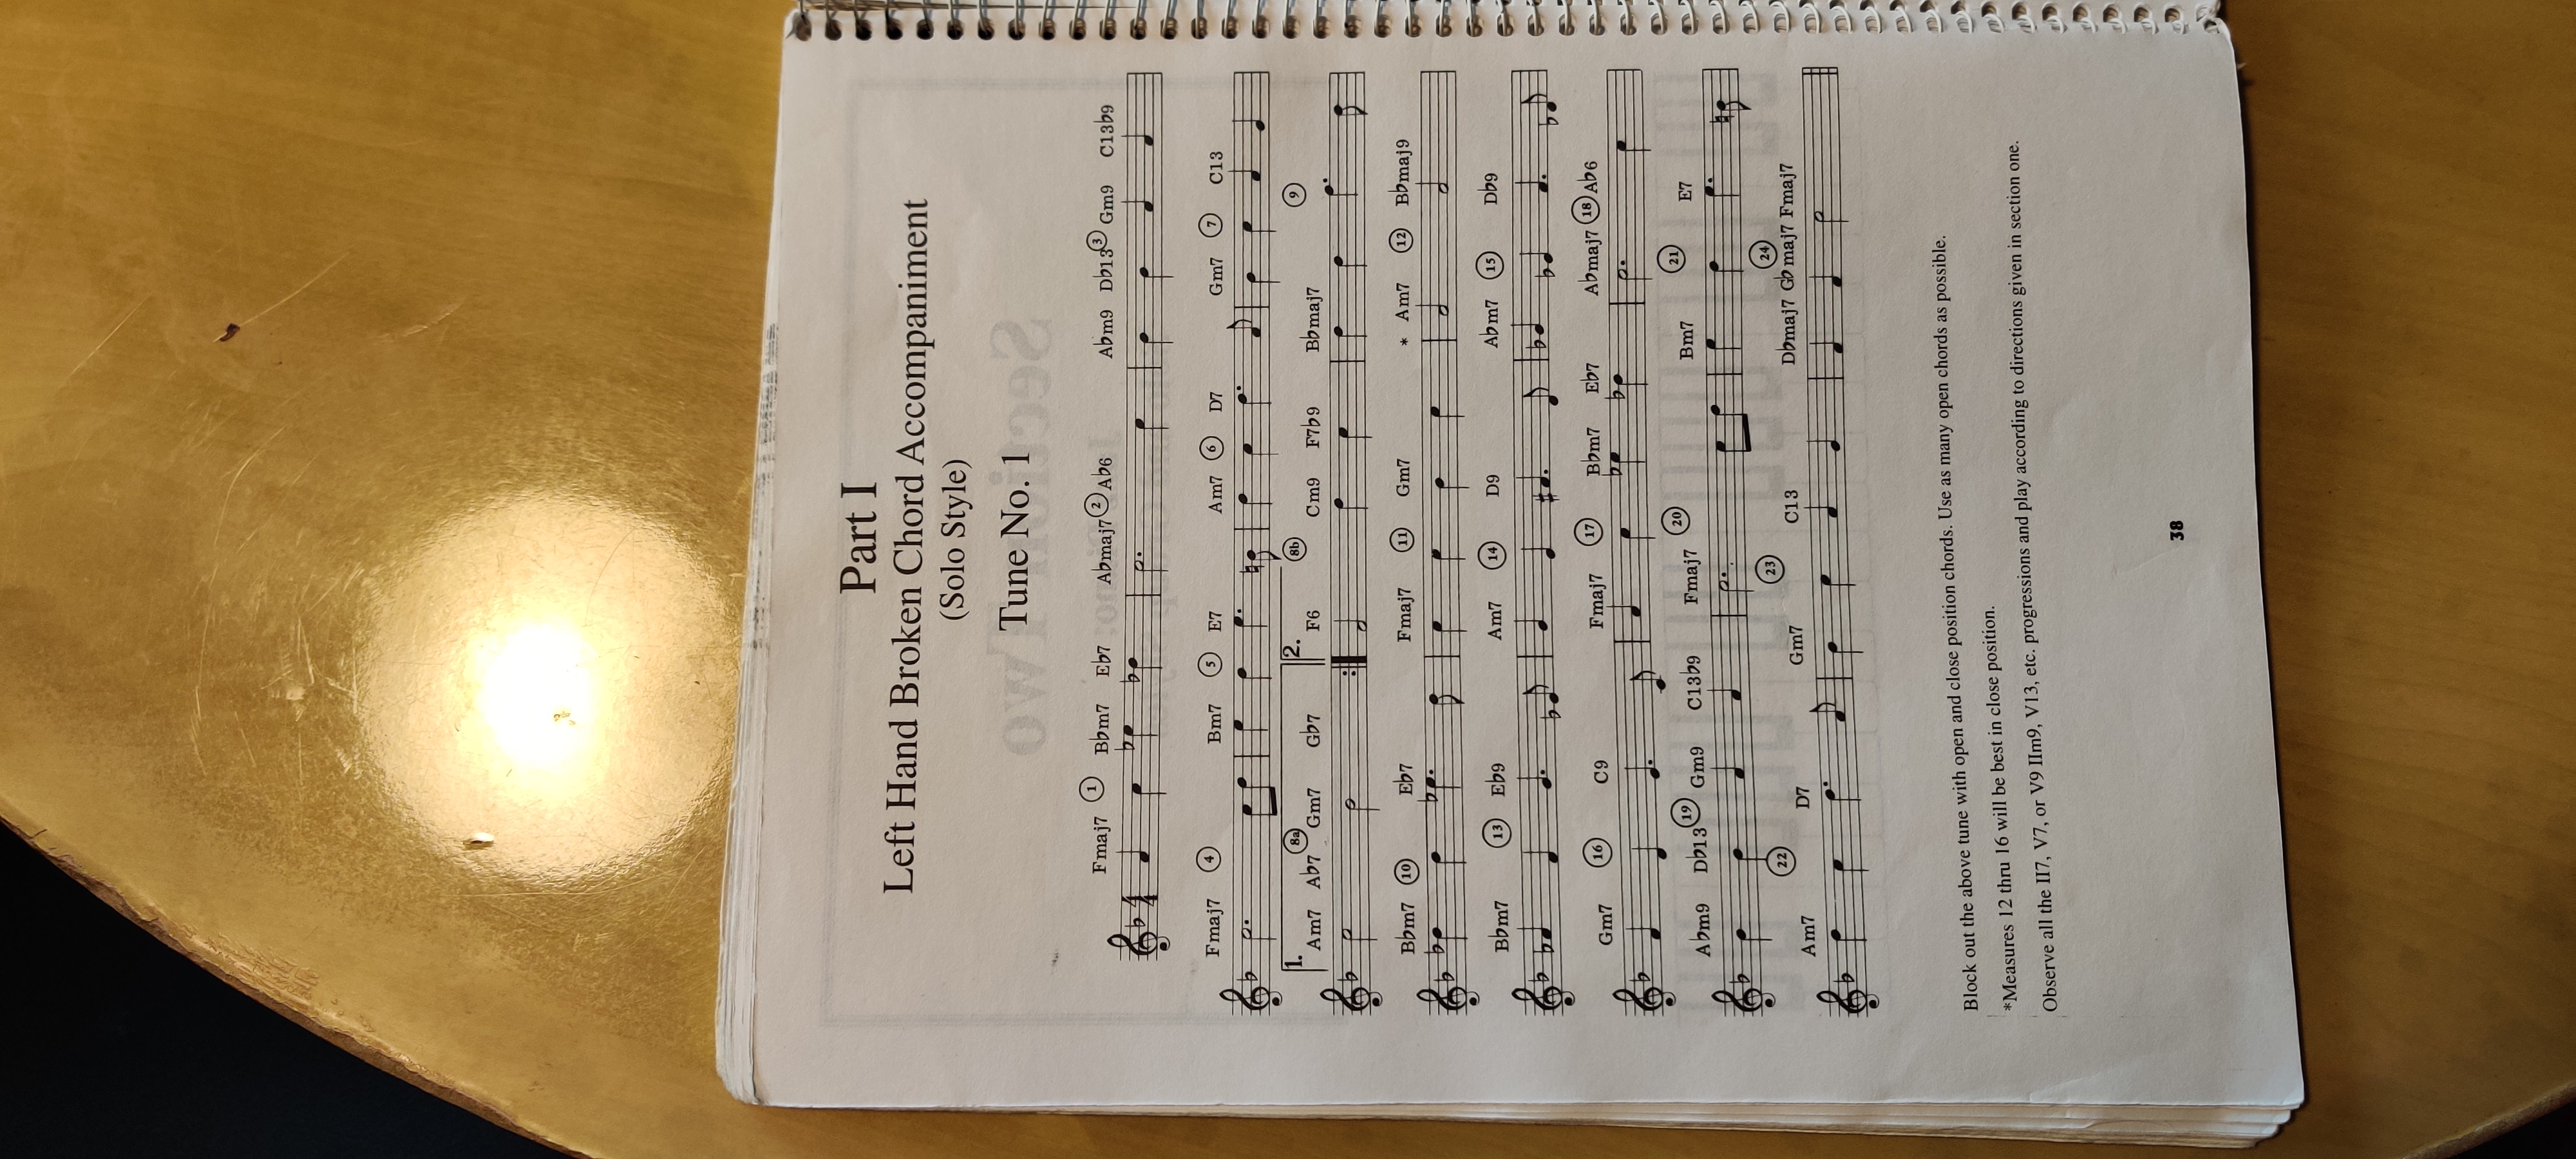 Part I
Left Hand Broken Chord Accompaniment
(Solo Style)
Tune No. 1
Fmaj7 1 B♭m7 E♭7 A♭maj7 2 A♭6 A♭m9 D♭13 3 Gm9 C13♭9
4/4
Fmaj7 4 Bm7 5 E7 Am7 6 D7 Gm7 7 C13
1. Am7 A♭7 8a Gm7 G♭7 2. F6 8b Cm9 F7♭9 B♭maj7 9
B♭m7 10 E♭7 Fmaj7 11 Gm7 * Am7 12 B♭maj9
B♭m7 13 E♭9 Am7 14 D9 A♭m7 15 D♭9
Gm7 16 C9 Fmaj7 17 B♭m7 E♭7 A♭maj7 18 A♭6
A♭m9 D♭13 19 Gm9 C13♭9 Fmaj7 20 Bm7 21 E7
Am7 22 D7 Gm7 23 C13 D♭maj7 G♭maj7 24 Fmaj7
Block out the above tune with open and close position chords. Use as many open chords as possible.
*Measures 12 thru 16 will be best in close position.
Observe all the II7, V7, or V9 IIm9, V13, etc. progressions and play according to directions given in section one.
38